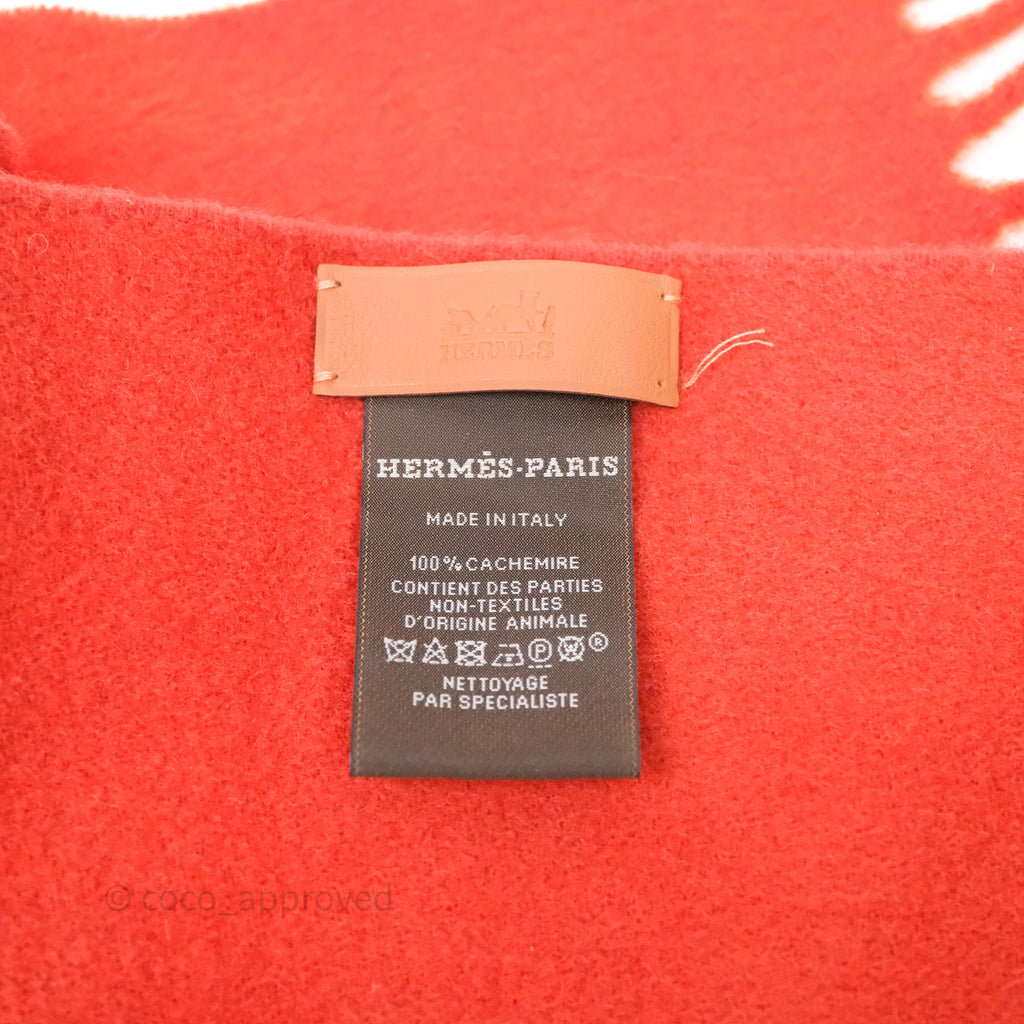 HERMES
HERMÈS-PARIS
MADE IN ITALY
100% CACHEMIRE
CONTIENT DES PARTIES
NON-TEXTILES
D'ORIGINE ANIMALE
P W ®
NETTOYAGE
PAR SPECIALISTE
© coco_approved